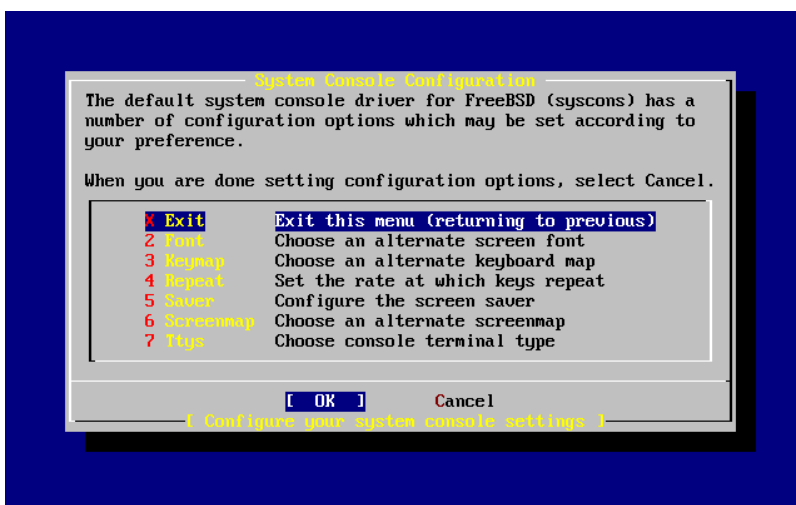 System Console Configuration
The default system console driver for FreeBSD (syscons) has a
number of configuration options which may be set according to
your preference.
When you are done setting configuration options, select Cancel.
X Exit Exit this menu (returning to previous)
2 Font Choose an alternate screen font
3 Keymap Choose an alternate keyboard map
4 Repeat Set the rate at which keys repeat
5 Saver Configure the screen saver
6 Screenmap Choose an alternate screenmap
7 Ttys Choose console terminal type
[ OK ] Cancel
[ Configure your system console settings ]